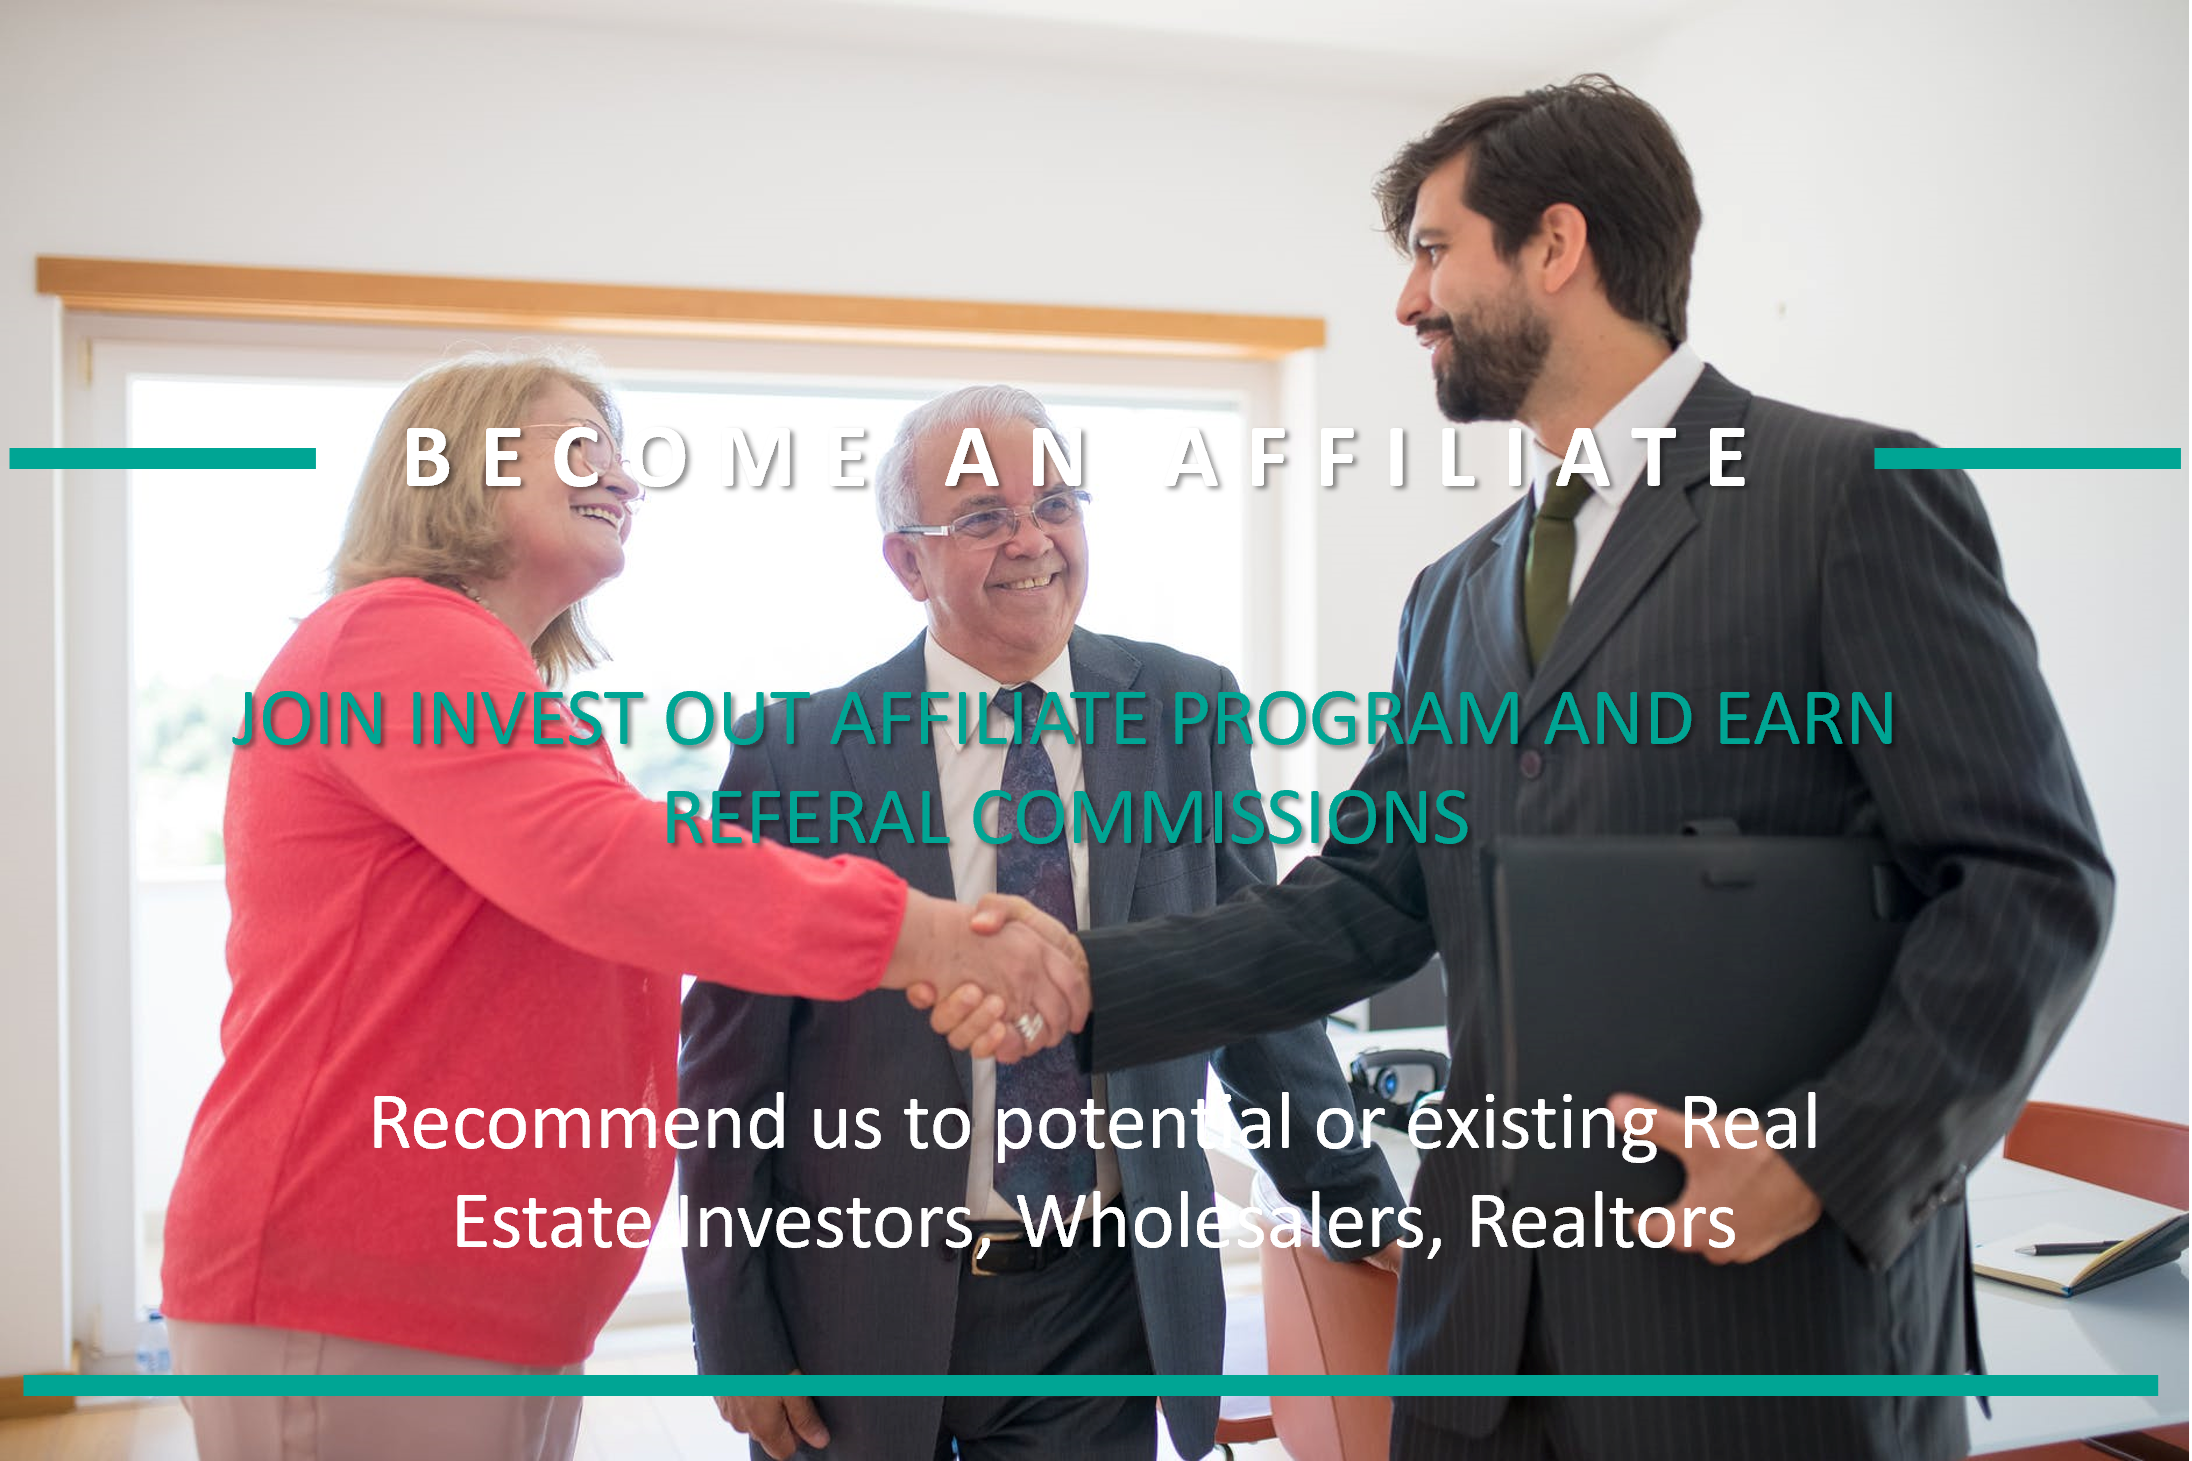 BECOME AN AFFILIATE
JOIN INVEST OUT AFFILIATE PROGRAM AND EARN
REFERAL COMMISSIONS
Recommend us to potential or existing Real
Estate Investors, Wholesalers, Realtors